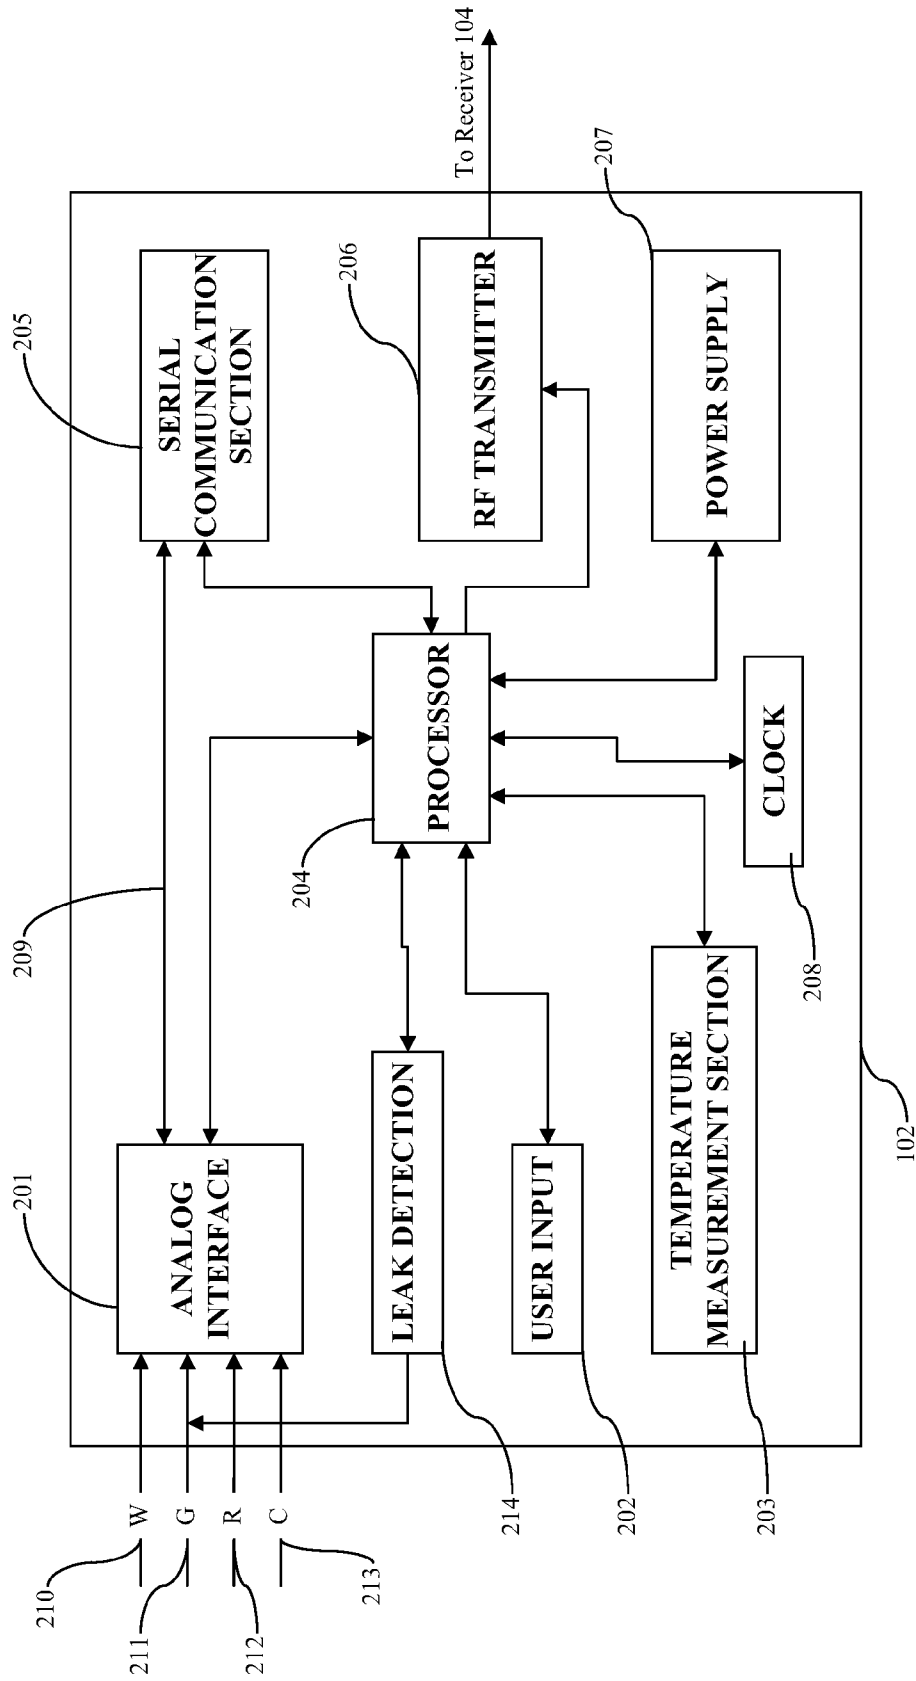 210
W
211
G
212
R
213
C
201
ANALOG
INTERFACE
209
205
SERIAL
COMMUNICATION
SECTION
214
LEAK DETECTION
204
PROCESSOR
206
RF TRANSMITTER
To Receiver 104
202
USER INPUT
203
TEMPERATURE
MEASUREMENT SECTION
208
CLOCK
207
POWER SUPPLY
102